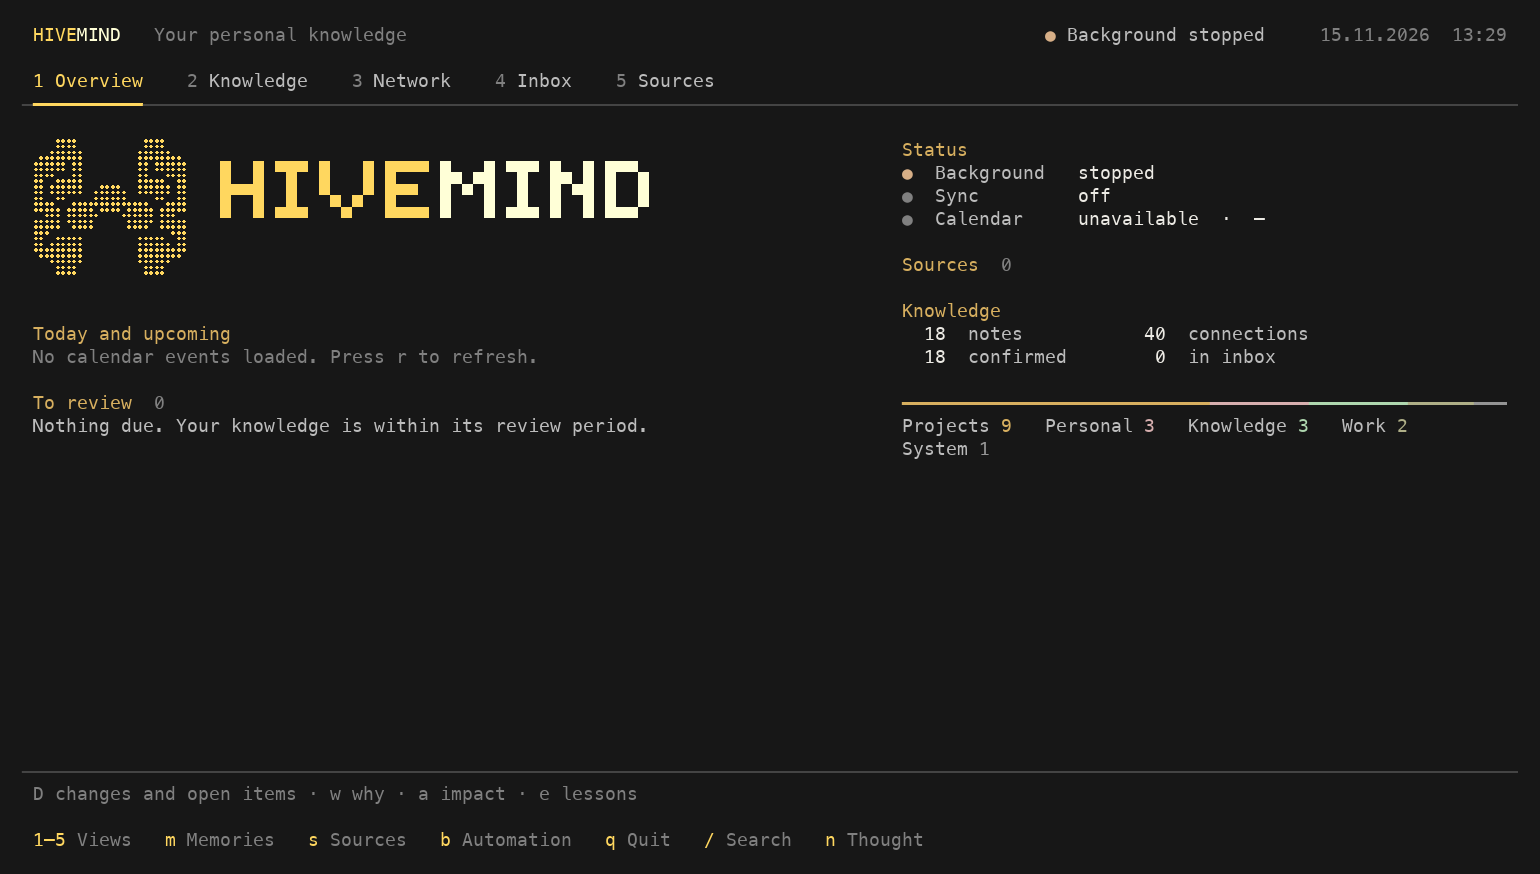 HIVEMIND   Your personal knowledge   ● Background stopped   15.11.2026  13:29
1 Overview   2 Knowledge   3 Network   4 Inbox   5 Sources
HIVEMIND
Today and upcoming
No calendar events loaded. Press r to refresh.
To review  0
Nothing due. Your knowledge is within its review period.
Status
●  Background   stopped
●  Sync   off
●  Calendar   unavailable  ·  —
Sources  0
Knowledge
18  notes   40  connections
18  confirmed   0  in inbox
Projects 9   Personal 3   Knowledge 3   Work 2
System 1
D changes and open items · w why · a impact · e lessons
1—5 Views   m Memories   s Sources   b Automation   q Quit   / Search   n Thought